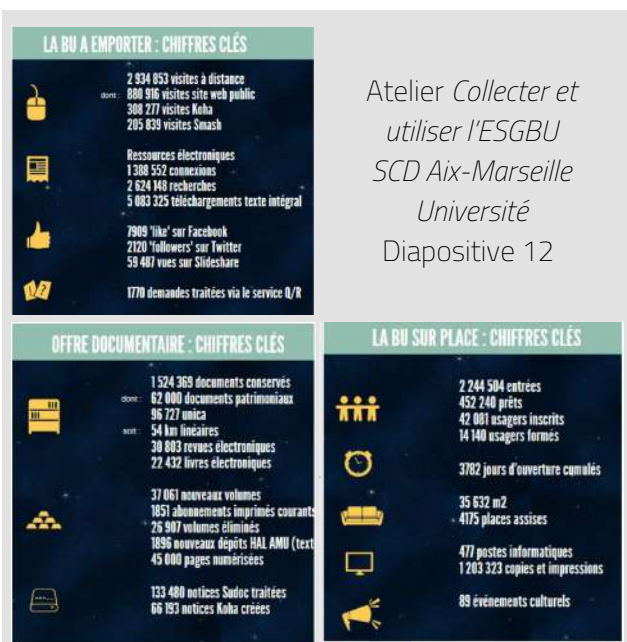 LA BU A EMPORTER : CHIFFRES CLÉS
2 934 853 visites à distance
dont : 880 916 visites site web public
308 277 visites Koha
205 839 visites Smash
Ressources électroniques
1 388 552 connexions
2 624 148 recherches
5 083 325 téléchargements texte intégral
7909 'like' sur Facebook
2120 'followers' sur Twitter
59 487 vues sur Slideshare
1770 demandes traitées via le service Q/R
Atelier Collecter et
utiliser l'ESGBU
SCD Aix-Marseille
Université
Diapositive 12
OFFRE DOCUMENTAIRE : CHIFFRES CLÉS
1 524 369 documents conservés
dont : 62 000 documents patrimoniaux
96 727 unica
soit : 54 km linéaires
30 803 revues électroniques
22 432 livres électroniques
37 061 nouveaux volumes
1851 abonnements imprimés courants
26 907 volumes éliminés
1896 nouveaux dépôts HAL AMU (text
45 000 pages numérisées
133 480 notices Sudoc traitées
66 193 notices Koha créées
LA BU SUR PLACE : CHIFFRES CLÉS
2 244 504 entrées
452 240 prêts
42 081 usagers inscrits
14 140 usagers formés
3782 jours d'ouverture cumulés
35 632 m2
4175 places assises
477 postes informatiques
1 203 323 copies et impressions
89 événements culturels